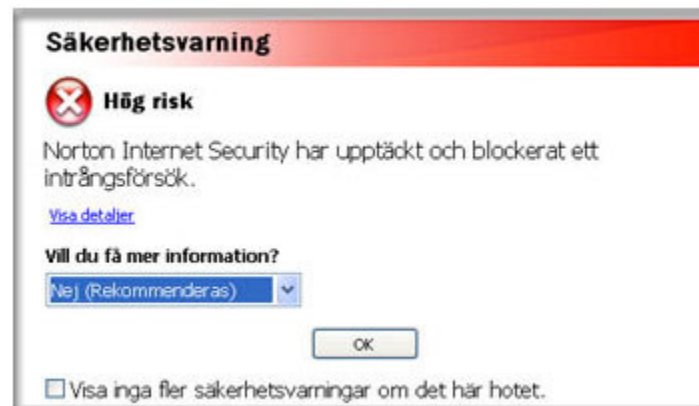 Säkerhetsvarning
Hög risk
Norton Internet Security har upptäckt och blockerat ett
intrångsförsök.
Visa detaljer
Vill du få mer information?
Nej (Rekommenderas)
OK
Visa inga fler säkerhetsvarningar om det här hotet.